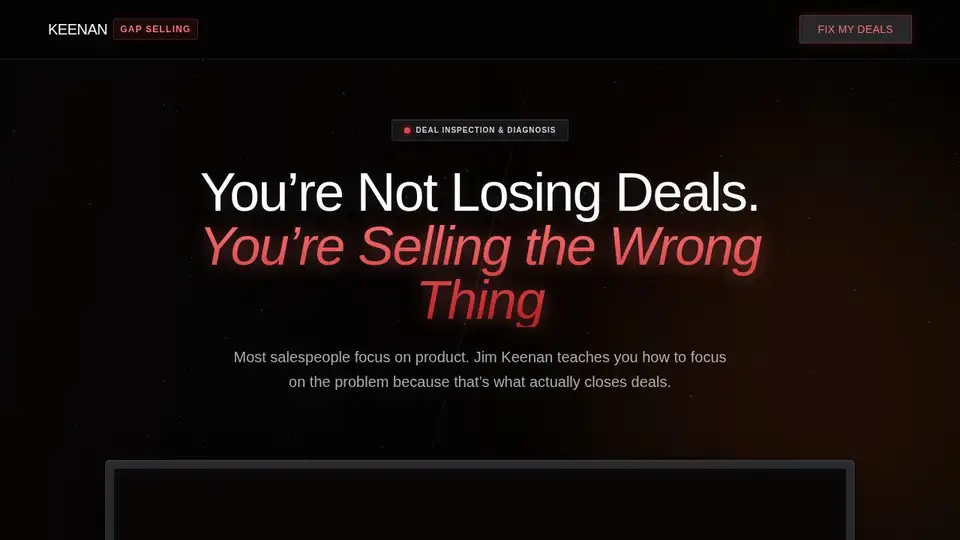 KEENAN GAP SELLING
FIX MY DEALS
DEAL INSPECTION & DIAGNOSIS
You’re Not Losing Deals.
You’re Selling the Wrong
Thing
Most salespeople focus on product. Jim Keenan teaches you how to focus
on the problem because that’s what actually closes deals.